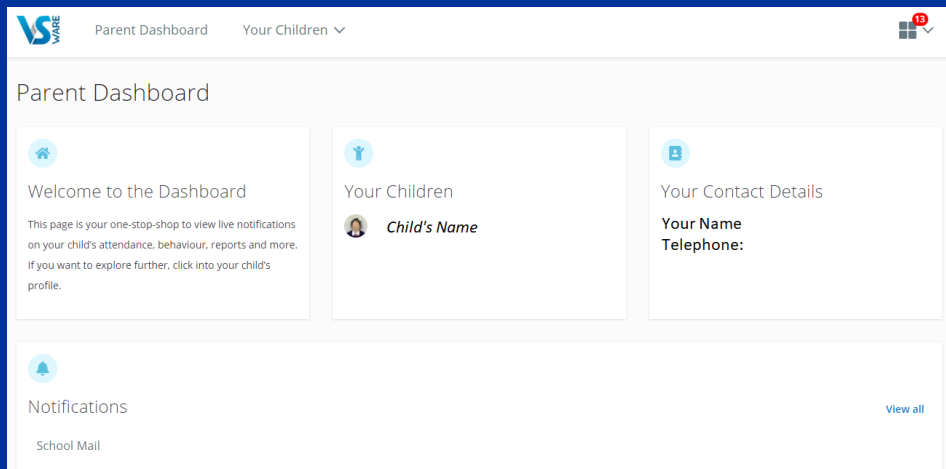 VS WARE Parent Dashboard Your Children 13
Parent Dashboard
Welcome to the Dashboard
This page is your one-stop-shop to view live notifications
on your child's attendance, behaviour, reports and more.
If you want to explore further, click into your child's
profile.
Your Children
Child's Name
Your Contact Details
Your Name
Telephone:
Notifications
View all
School Mail